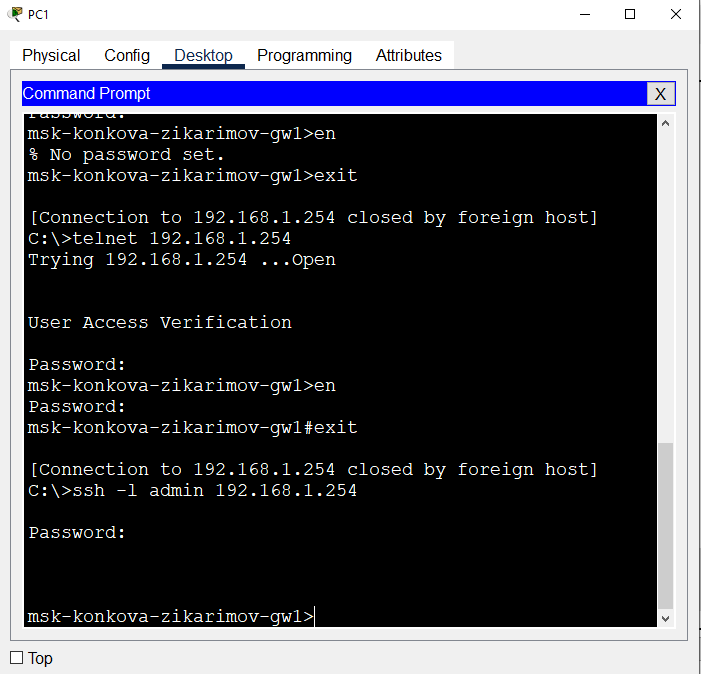 PC1
Physical Config Desktop Programming Attributes
Command Prompt X
Password:
msk-konkova-zikarimov-gw1>en
% No password set.
msk-konkova-zikarimov-gw1>exit
[Connection to 192.168.1.254 closed by foreign host]
C:\>telnet 192.168.1.254
Trying 192.168.1.254 ...Open
User Access Verification
Password:
msk-konkova-zikarimov-gw1>en
Password:
msk-konkova-zikarimov-gw1#exit
[Connection to 192.168.1.254 closed by foreign host]
C:\>ssh -l admin 192.168.1.254
Password:
msk-konkova-zikarimov-gw1>
Top